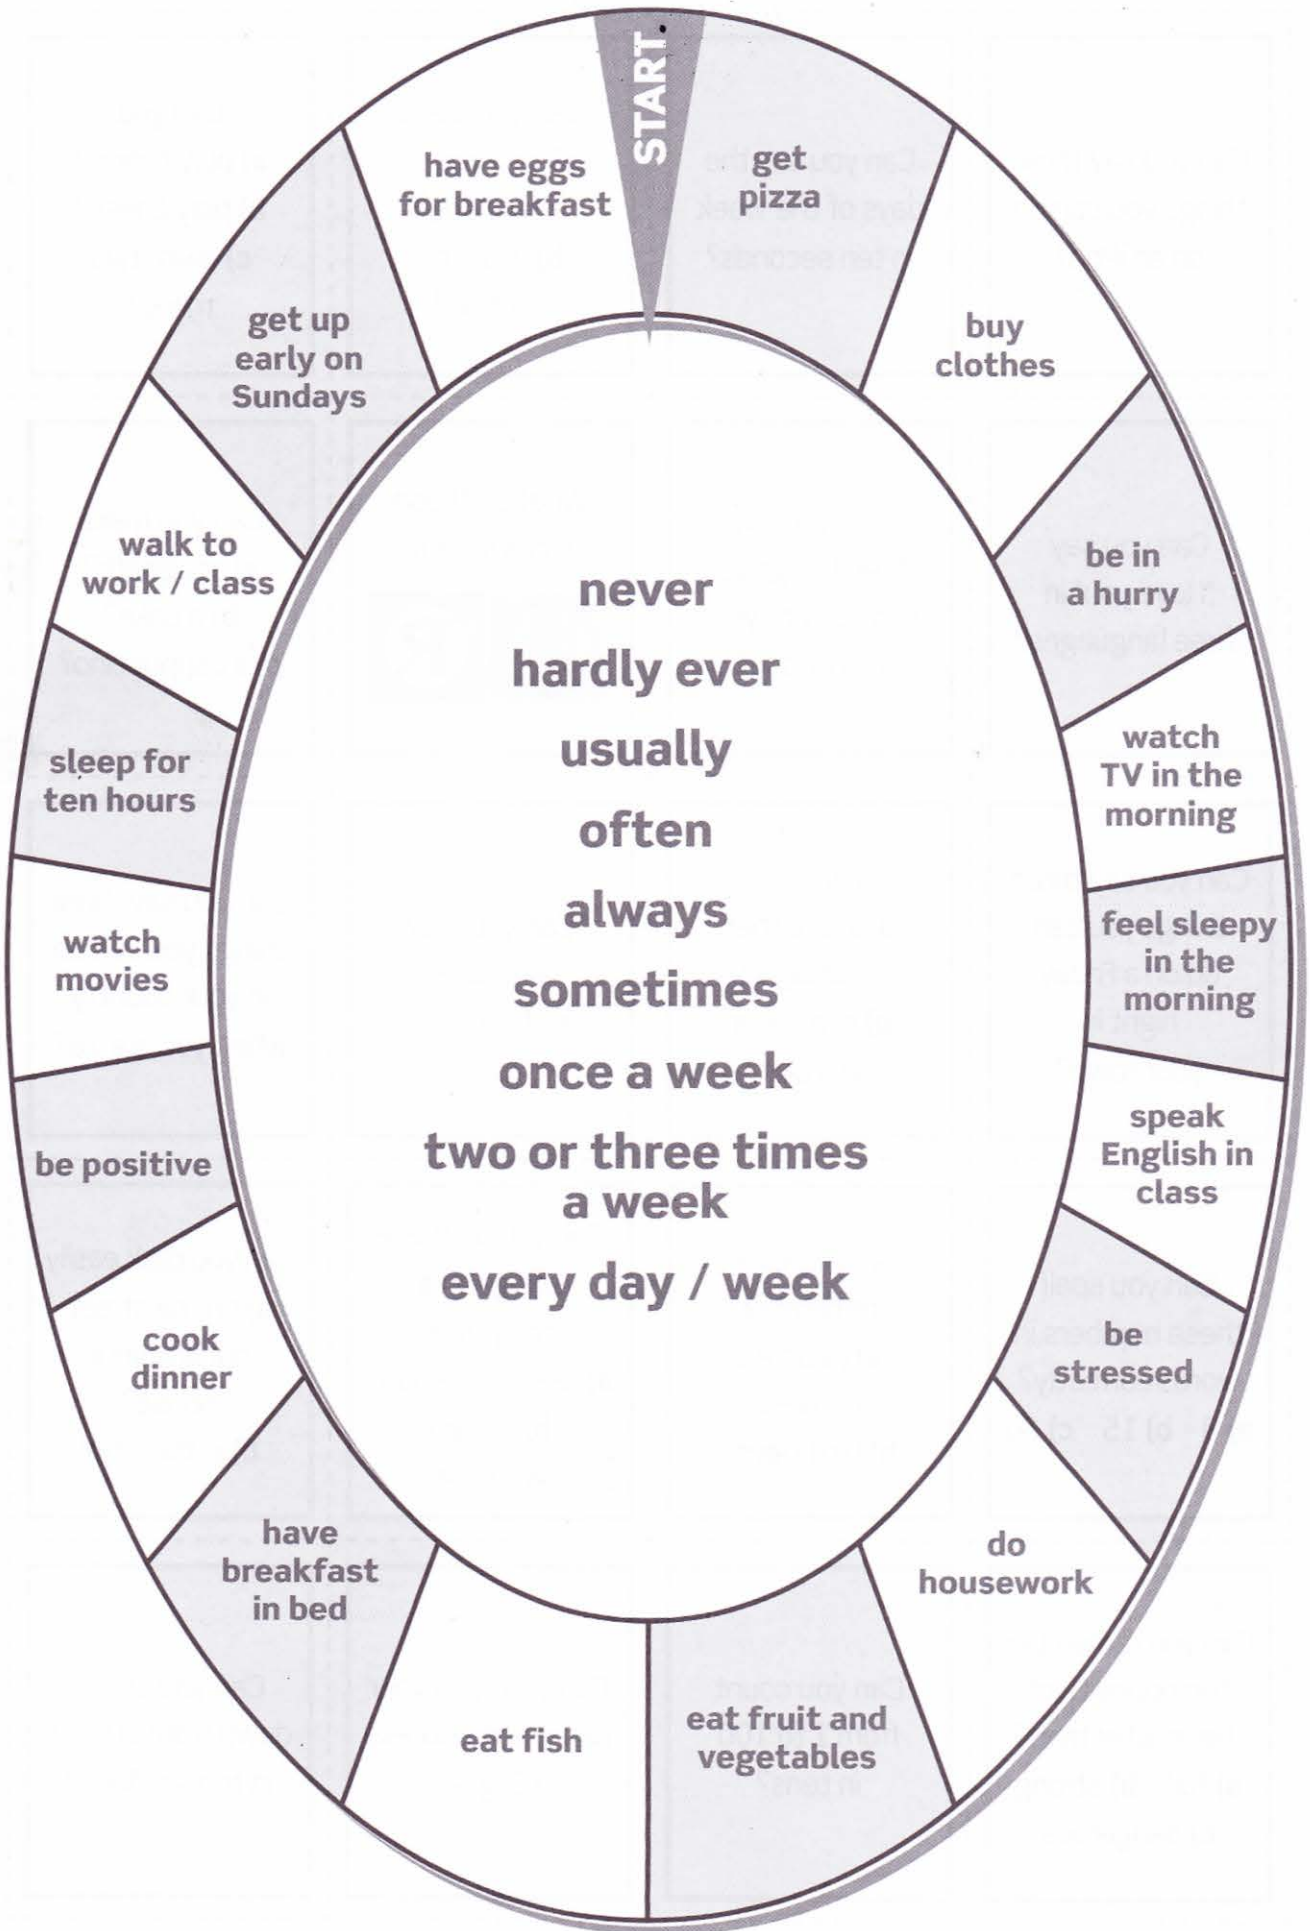 START
get
pizza
buy
clothes
be in
a hurry
watch
TV in the
morning
feel sleepy
in the
morning
speak
English in
class
be
stressed
do
housework
eat fruit and
vegetables
eat fish
have
breakfast
in bed
cook
dinner
be positive
watch
movies
sleep for
ten hours
walk to
work / class
get up
early on
Sundays
have eggs
for breakfast
never
hardly ever
usually
often
always
sometimes
once a week
two or three times
a week
every day / week